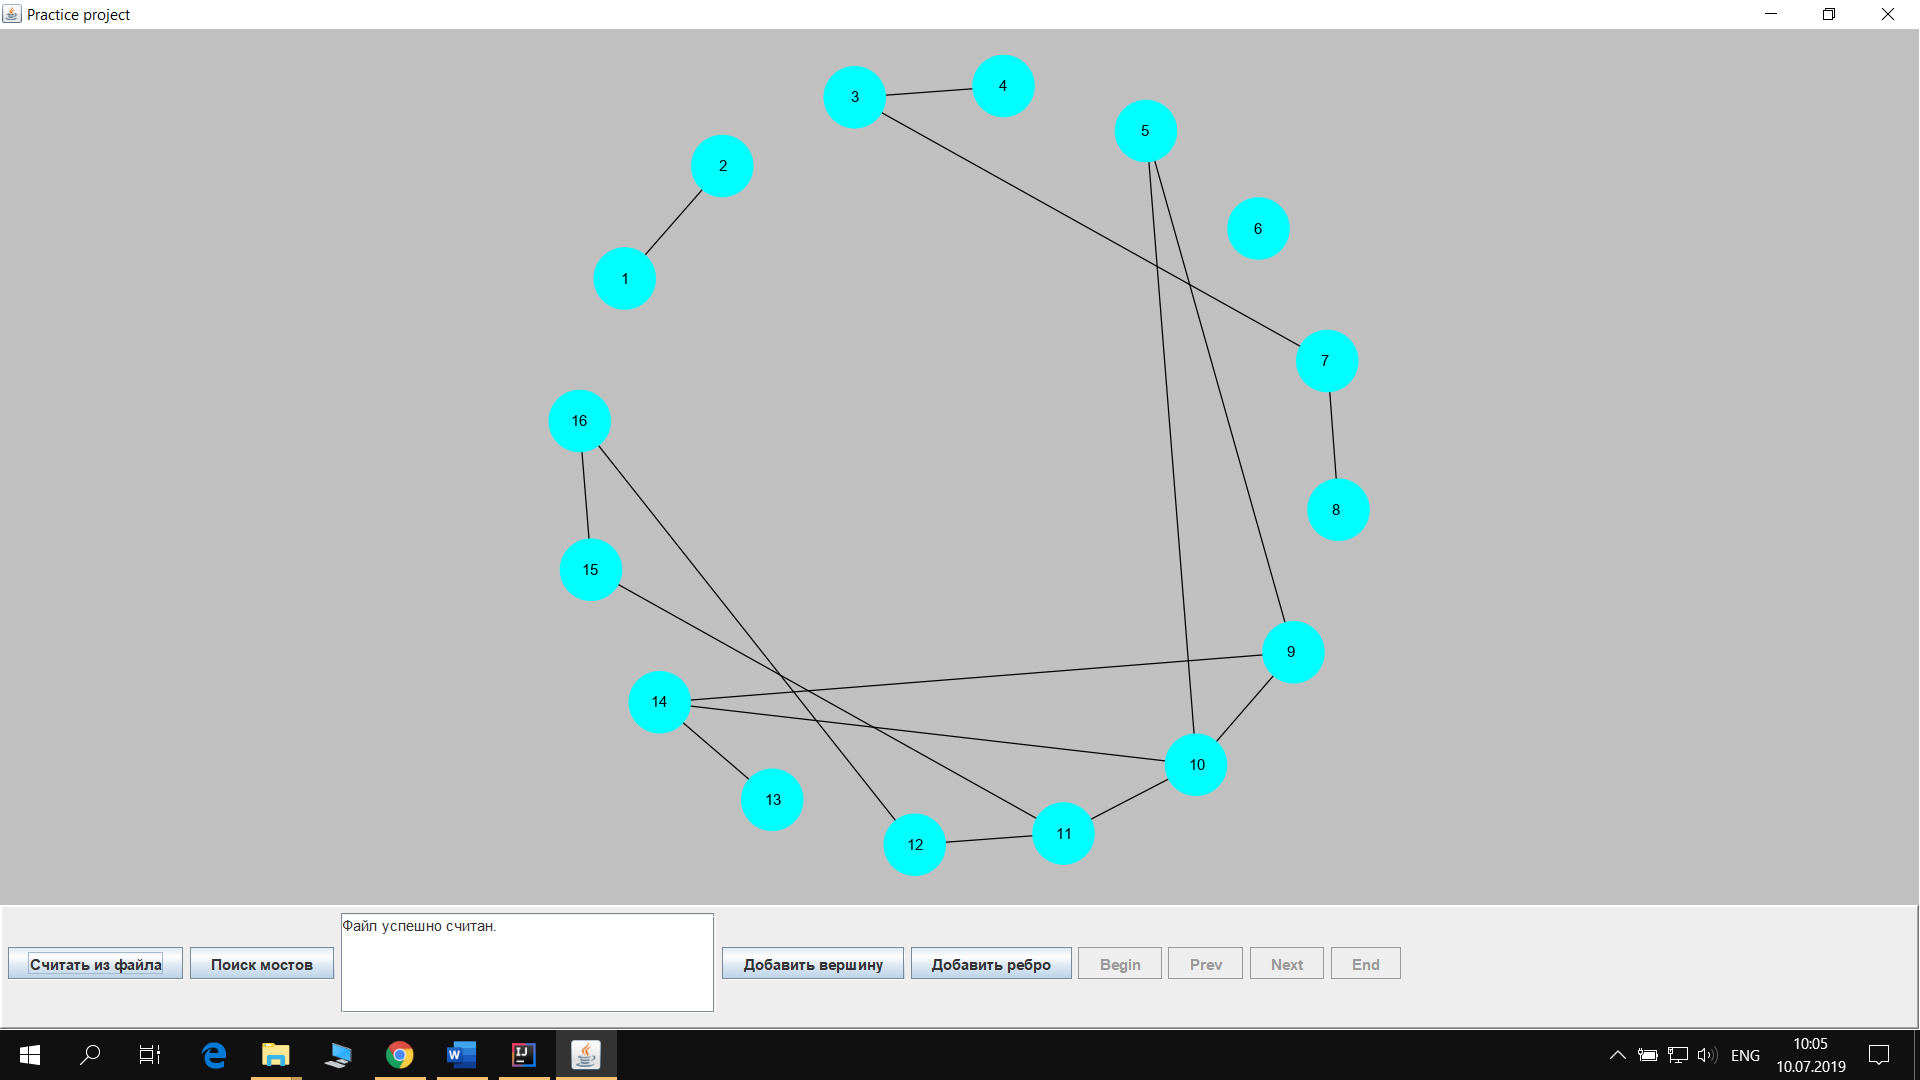 Practice project
4
3
5
2
6
1
7
16
8
15
9
14
10
13
11
12
Файл успешно считан.
Считать из файла
Поиск мостов
Добавить вершину
Добавить ребро
Begin
Prev
Next
End
ENG
10:05
10.07.2019